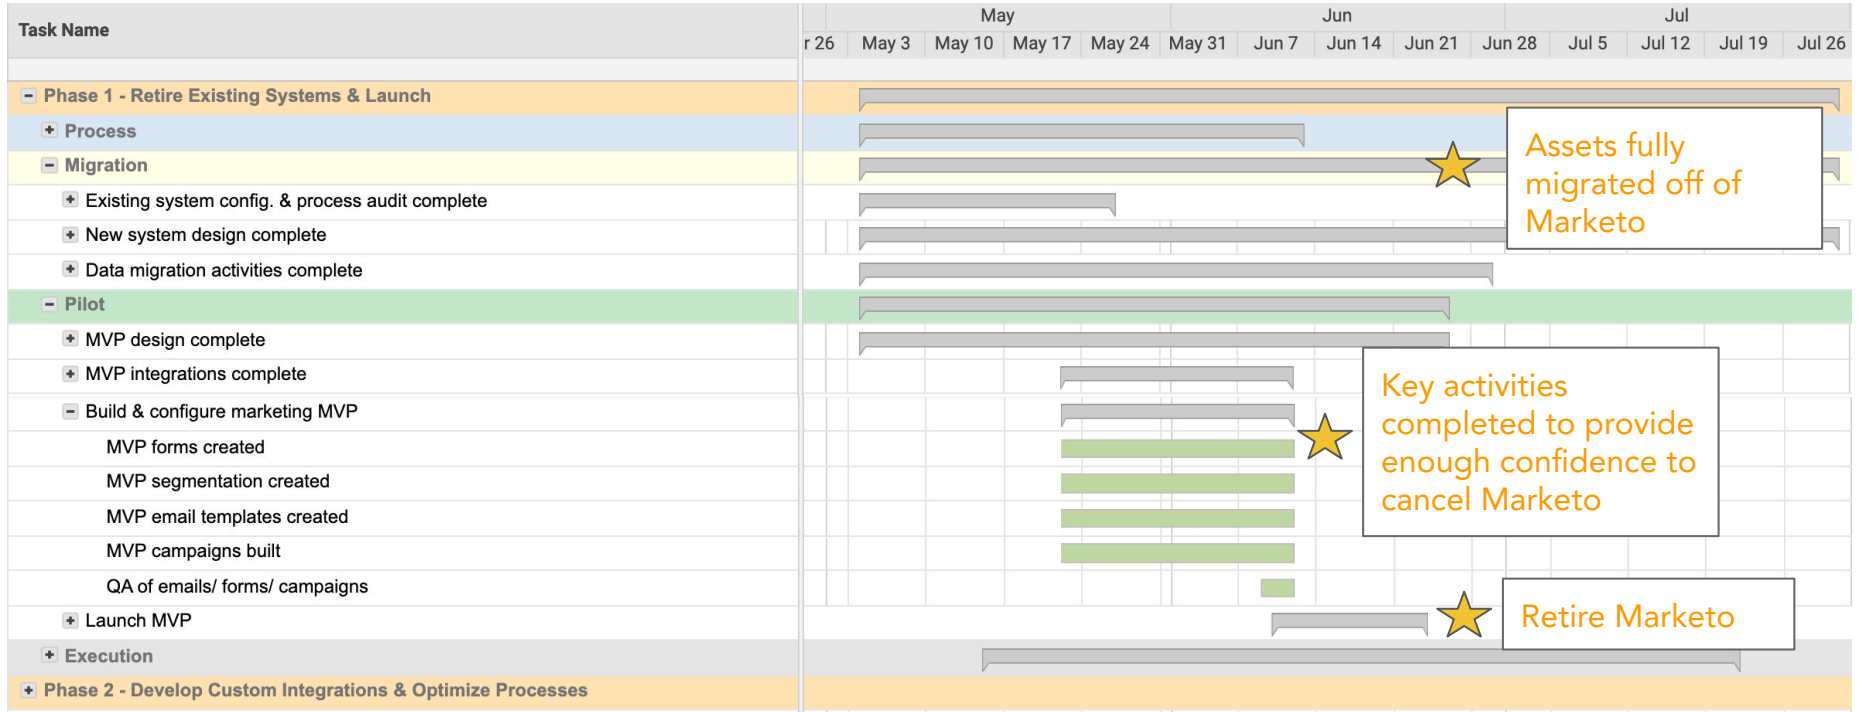 Task Name
May Jun Jul
r 26 May 3 May 10 May 17 May 24 May 31 Jun 7 Jun 14 Jun 21 Jun 28 Jul 5 Jul 12 Jul 19 Jul 26
Phase 1 - Retire Existing Systems & Launch
Process
Migration
Existing system config. & process audit complete
New system design complete
Data migration activities complete
Pilot
MVP design complete
MVP integrations complete
Build & configure marketing MVP
MVP forms created
MVP segmentation created
MVP email templates created
MVP campaigns built
QA of emails/ forms/ campaigns
Launch MVP
Execution
Phase 2 - Develop Custom Integrations & Optimize Processes
Assets fully
migrated off of
Marketo
Key activities
completed to provide
enough confidence to
cancel Marketo
Retire Marketo